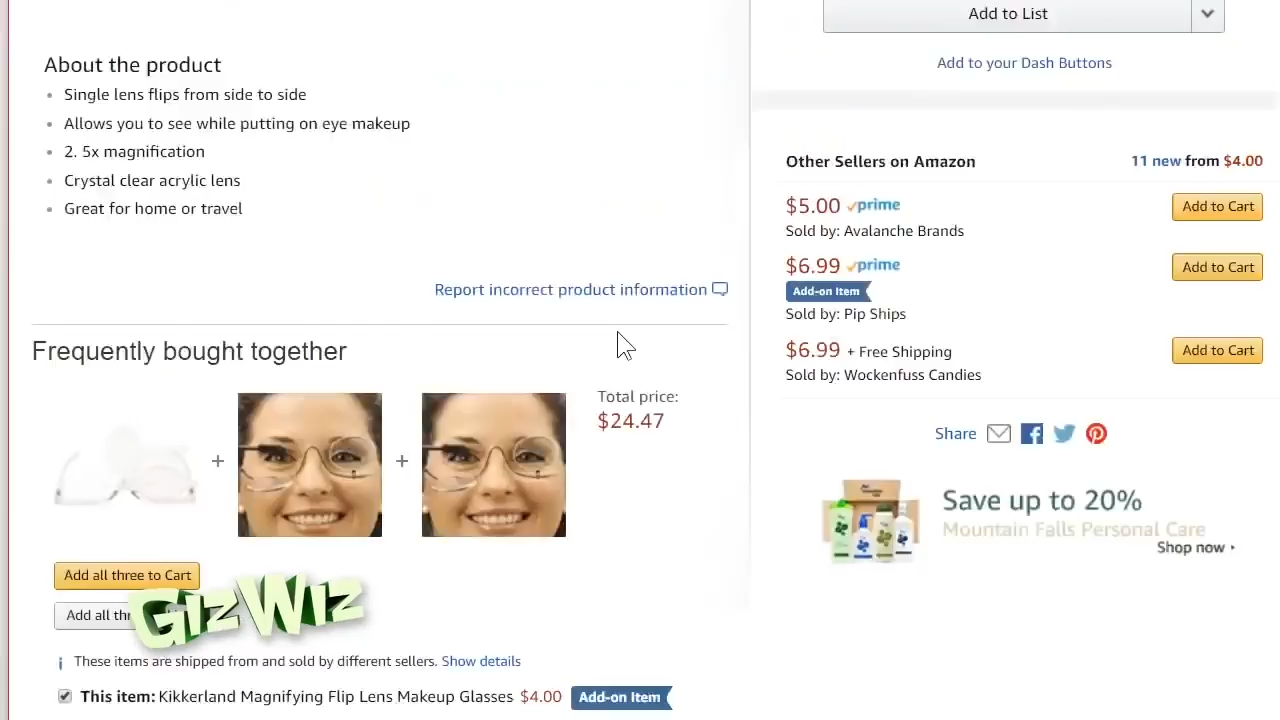 Add to List
Add to your Dash Buttons
About the product
Single lens flips from side to side
Allows you to see while putting on eye makeup
2. 5x magnification
Crystal clear acrylic lens
Great for home or travel
Report incorrect product information
Other Sellers on Amazon
11 new from $4.00
$5.00 prime
Add to Cart
Sold by: Avalanche Brands
$6.99 prime
Add to Cart
Add-on Item
Sold by: Pip Ships
$6.99 + Free Shipping
Add to Cart
Sold by: Wockenfuss Candies
Share
Save up to 20%
Mountain Falls Personal Care
Shop now
Frequently bought together
Total price:
$24.47
Add all three to Cart
Add all
GizWiz
These items are shipped from and sold by different sellers. Show details
This item: Kikkerland Magnifying Flip Lens Makeup Glasses $4.00 Add-on Item